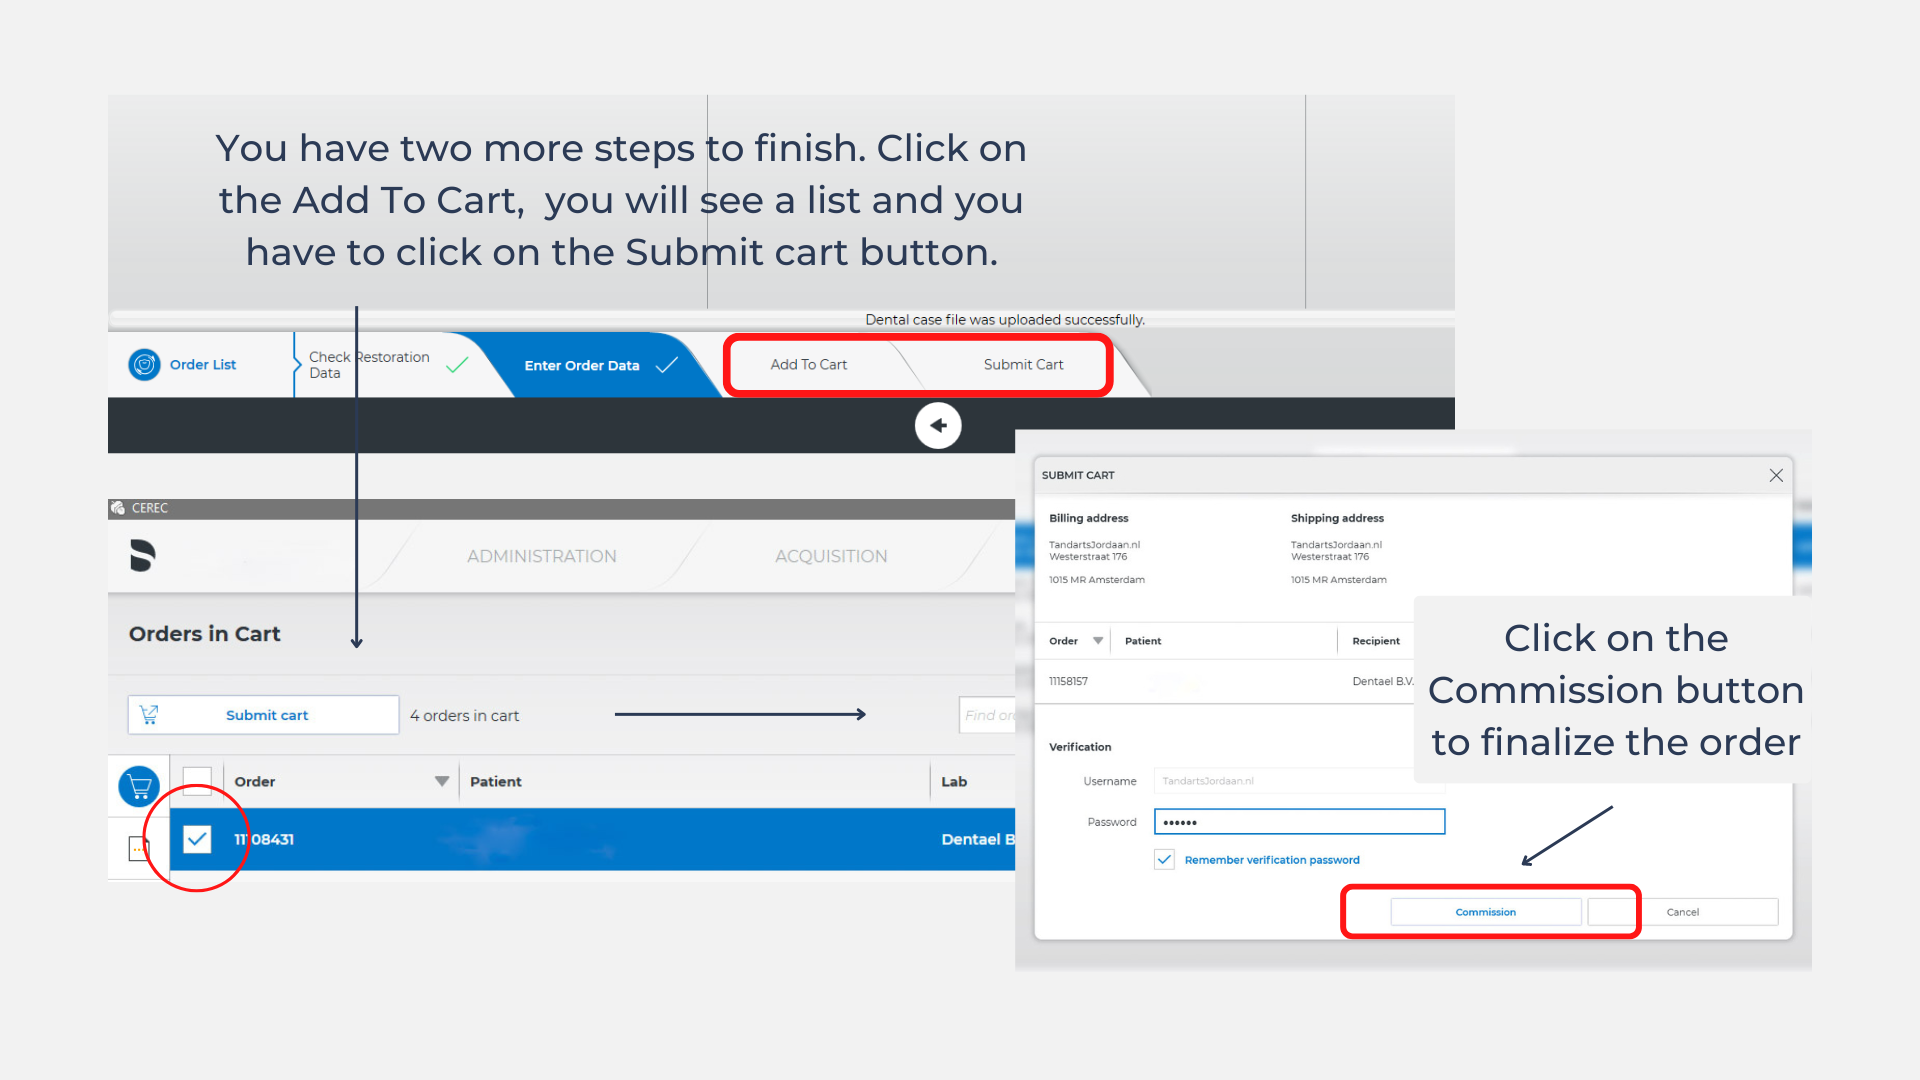 You have two more steps to finish. Click on
the Add To Cart, you will see a list and you
have to click on the Submit cart button.
Dental case file was uploaded successfully.
Order List
Check Restoration
Data
Enter Order Data
Add To Cart
Submit Cart
CEREC
ADMINISTRATION
ACQUISITION
Orders in Cart
Submit cart
4 orders in cart
Find
Order
Patient
Lab
11108431
Dentael
SUBMIT CART
Billing address
Shipping address
TandartsJordaan.nl
TandartsJordaan.nl
Westerstraat 176
Westerstraat 176
1015 MR Amsterdam
1015 MR Amsterdam
Order
Patient
Recipient
11158157
Dentael B.V.
Click on the
Commission button
to finalize the order
Verification
Username
TandartsJordaan.nl
Password
••••••
Remember verification password
Commission
Cancel